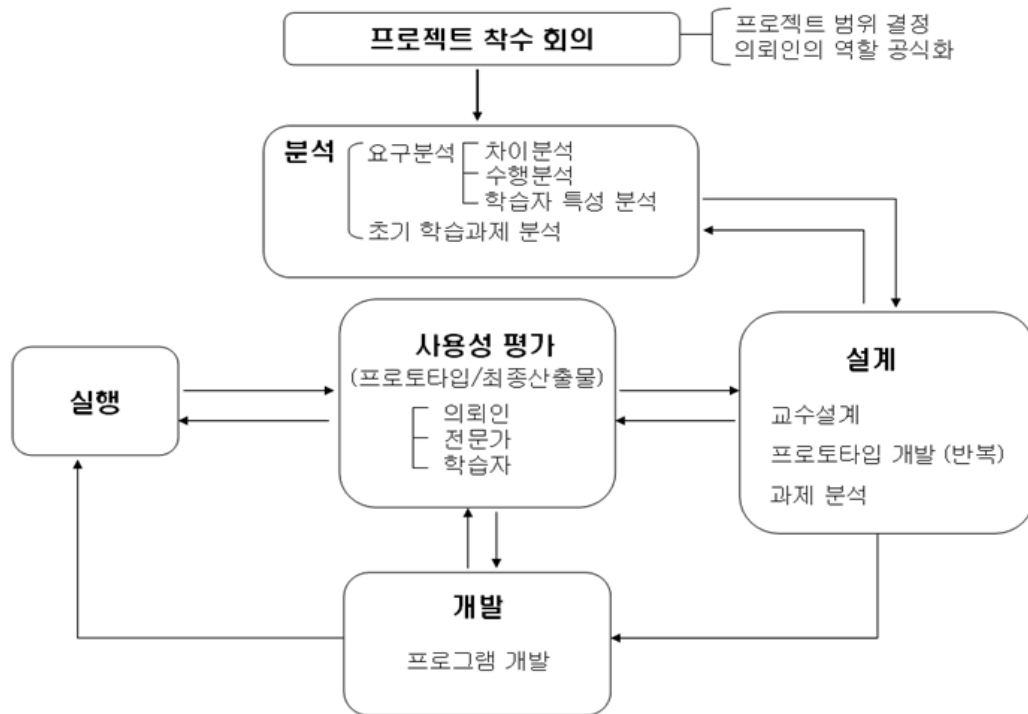 프로젝트 착수 회의
프로젝트 범위 결정
의뢰인의 역할 공식화
분석
요구분석
차이분석
수행분석
학습자 특성 분석
초기 학습과제 분석
사용성 평가
(프로토타입/최종산출물)
의뢰인
전문가
학습자
설계
교수설계
프로토타입 개발 (반복)
과제 분석
실행
개발
프로그램 개발